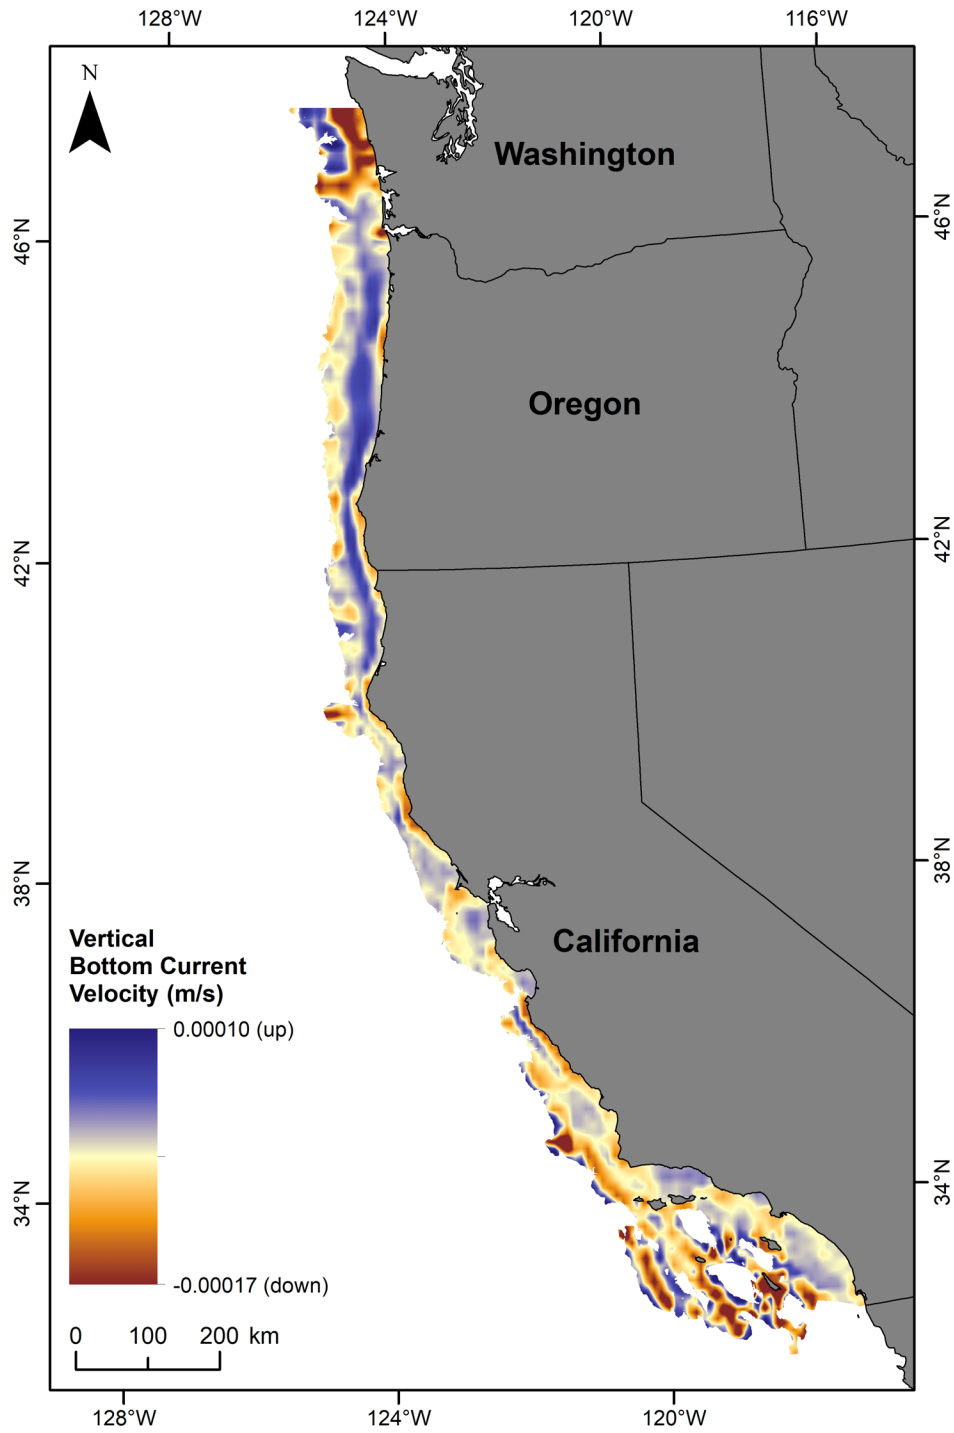 128°W 124°W 120°W 116°W
N
Washington
46°N
46°N
Oregon
42°N
42°N
38°N
38°N
California
Vertical
Bottom Current
Velocity (m/s)
0.00010 (up)
34°N
34°N
-0.00017 (down)
0 100 200 km
128°W 124°W 120°W